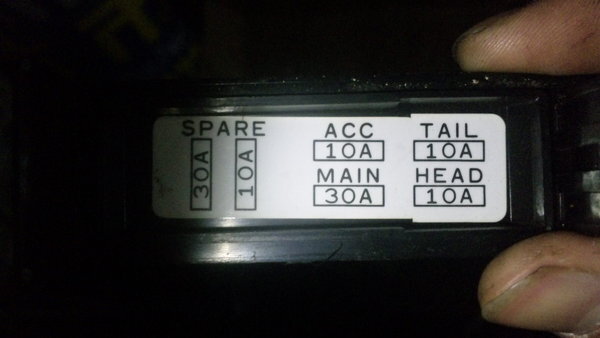 SPARE
30A 10A
ACC TAIL
10A 10A
MAIN HEAD
30A 10A